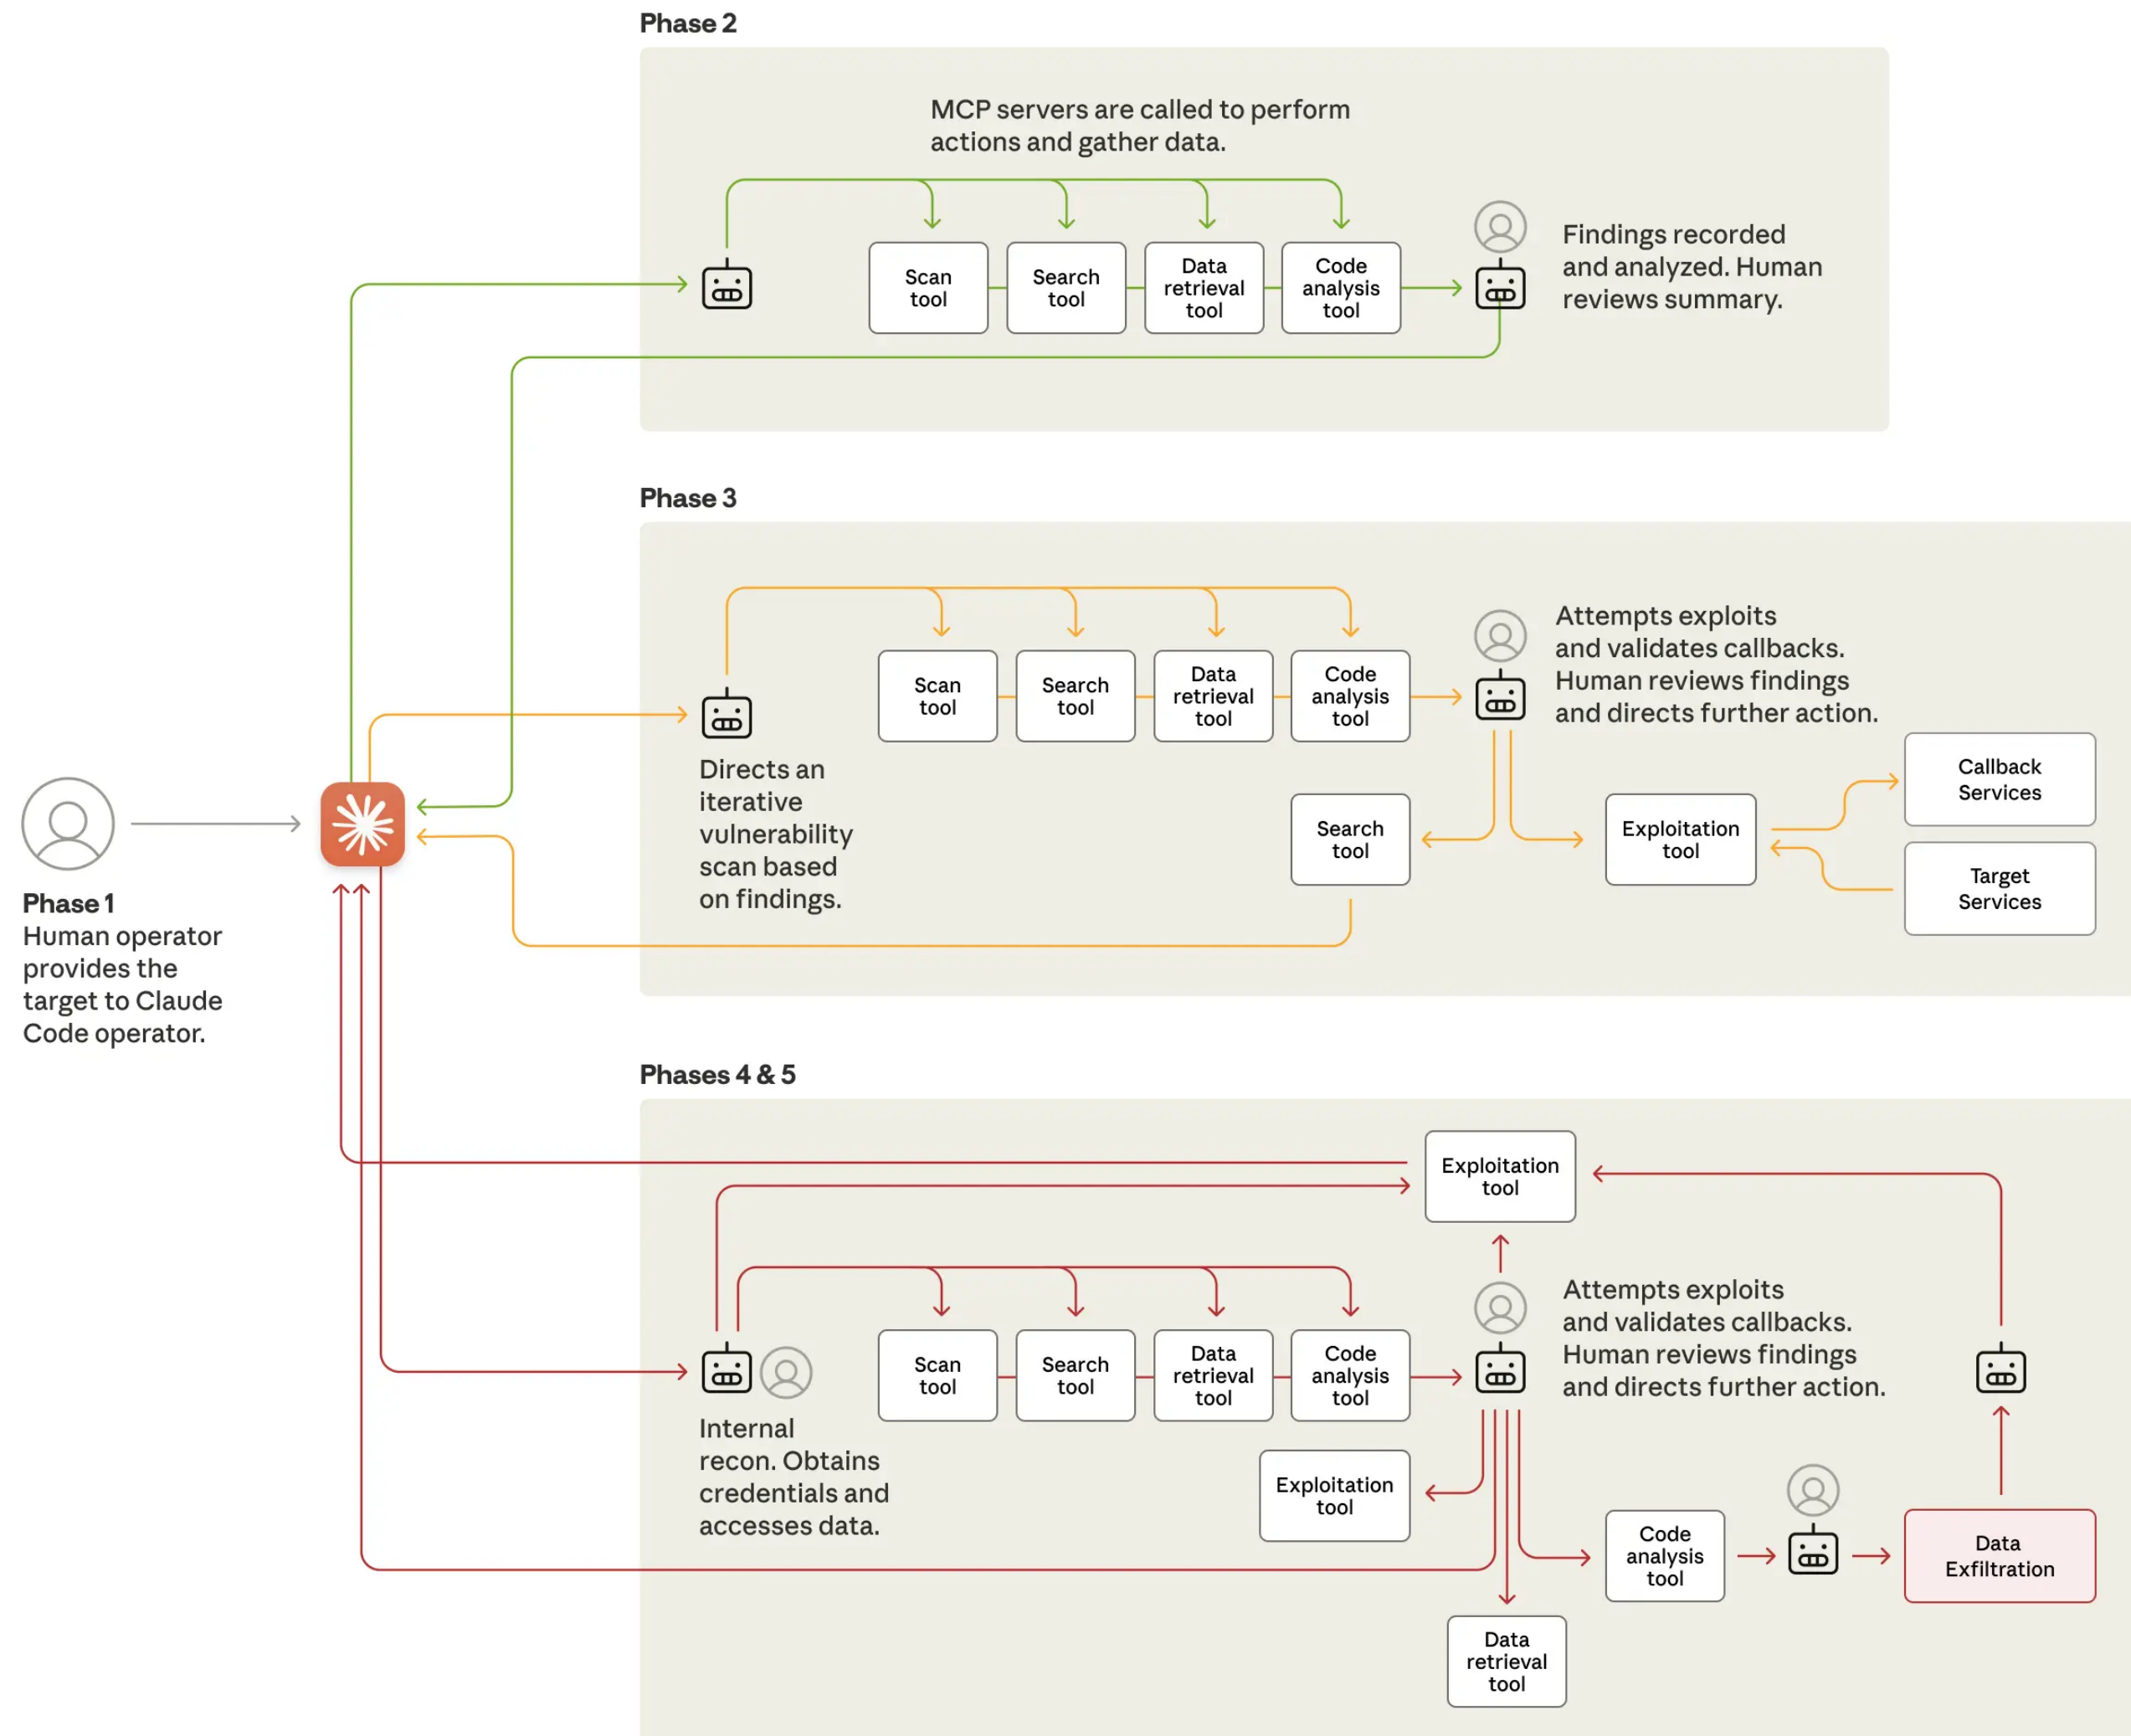 Phase 2
MCP servers are called to perform
actions and gather data.
Scan
tool
Search
tool
Data
retrieval
tool
Code
analysis
tool
Findings recorded
and analyzed. Human
reviews summary.
Phase 3
Scan
tool
Search
tool
Data
retrieval
tool
Code
analysis
tool
Attempts exploits
and validates callbacks.
Human reviews findings
and directs further action.
Directs an
iterative
vulnerability
scan based
on findings.
Search
tool
Exploitation
tool
Callback
Services
Target
Services
Phase 1
Human operator
provides the
target to Claude
Code operator.
Phases 4 & 5
Exploitation
tool
Scan
tool
Search
tool
Data
retrieval
tool
Code
analysis
tool
Attempts exploits
and validates callbacks.
Human reviews findings
and directs further action.
Internal
recon. Obtains
credentials and
accesses data.
Exploitation
tool
Code
analysis
tool
Data
Exfiltration
Data
retrieval
tool